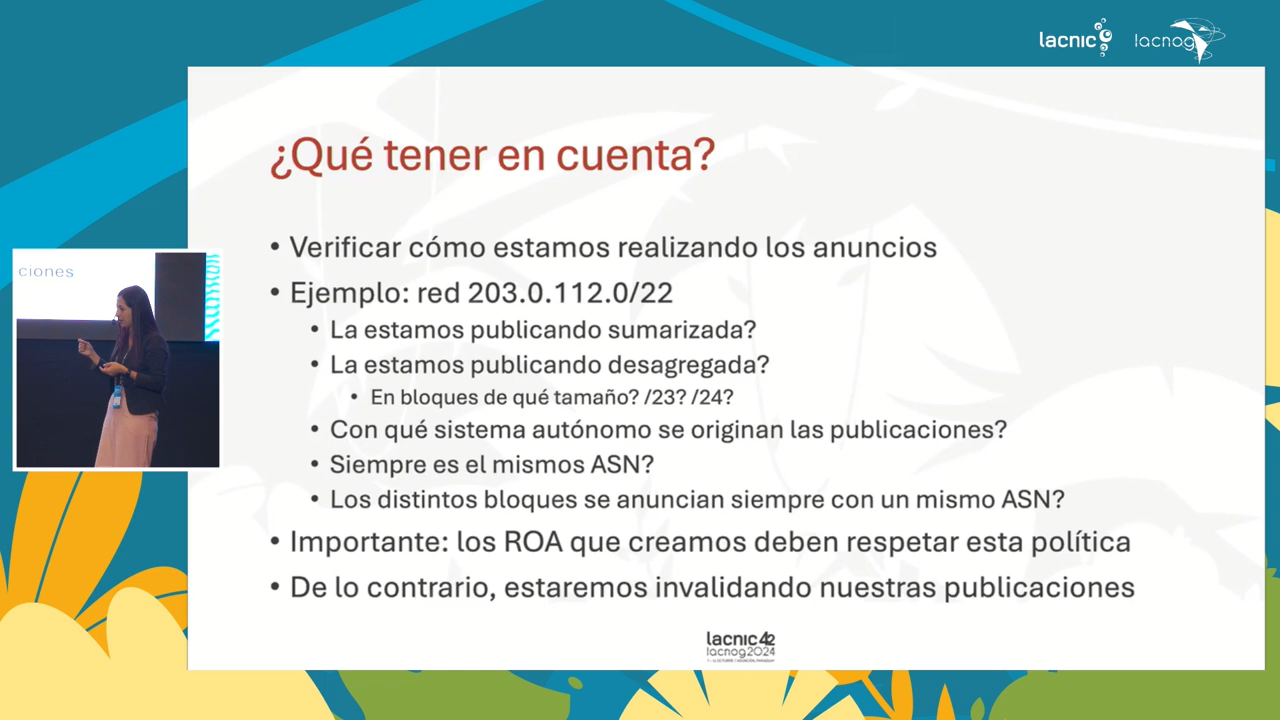 lacnic
lacnog
¿Qué tener en cuenta?
• Verificar cómo estamos realizando los anuncios
• Ejemplo: red 203.0.112.0/22
• La estamos publicando sumarizada?
• La estamos publicando desagregada?
• En bloques de qué tamaño? /23? /24?
• Con qué sistema autónomo se originan las publicaciones?
• Siempre es el mismos ASN?
• Los distintos bloques se anuncian siempre con un mismo ASN?
• Importante: los ROA que creamos deben respetar esta política
• De lo contrario, estaremos invalidando nuestras publicaciones
ciones
lacnic42
lacnog2024